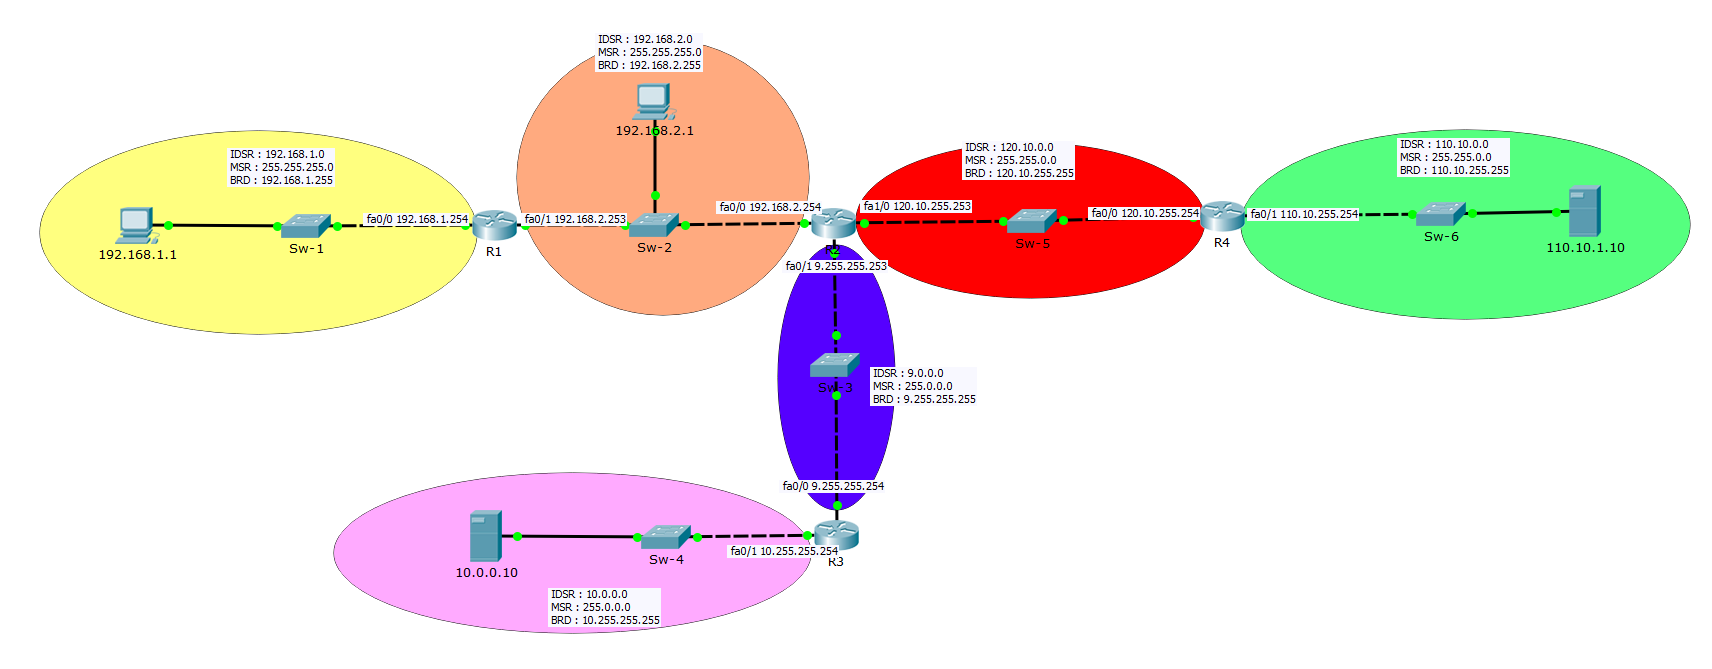 IDSR : 192.168.2.0
MSR : 255.255.255.0
BRD : 192.168.2.255
192.168.2.1
IDSR : 192.168.1.0
MSR : 255.255.255.0
BRD : 192.168.1.255
192.168.1.1
Sw-1
fa0/0 192.168.1.254
R1
fa0/1 192.168.2.253
Sw-2
fa0/0 192.168.2.254
R2
fa1/0 120.10.255.253
IDSR : 120.10.0.0
MSR : 255.255.0.0
BRD : 120.10.255.255
Sw-5
fa0/0 120.10.255.254
R4
fa0/1 110.10.255.254
IDSR : 110.10.0.0
MSR : 255.255.0.0
BRD : 110.10.255.255
Sw-6
110.10.1.10
fa0/1 9.255.255.253
Sw-3
IDSR : 9.0.0.0
MSR : 255.0.0.0
BRD : 9.255.255.255
fa0/0 9.255.255.254
R3
fa0/1 10.255.255.254
Sw-4
10.0.0.10
IDSR : 10.0.0.0
MSR : 255.0.0.0
BRD : 10.255.255.255